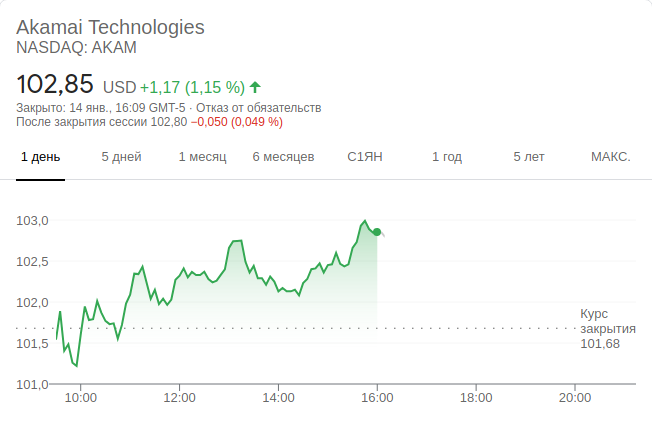 Akamai Technologies
NASDAQ: AKAM
102,85 USD +1,17 (1,15 %)
Закрыто: 14 янв., 16:09 GMT-5 · Отказ от обязательств
После закрытия сессии 102,80 −0,050 (0,049 %)
1 день 5 дней 1 месяц 6 месяцев С1ЯН 1 год 5 лет МАКС.
103,0
102,5
102,0
Курс
закрытия
101,68
101,5
101,0
10:00 12:00 14:00 16:00 18:00 20:00